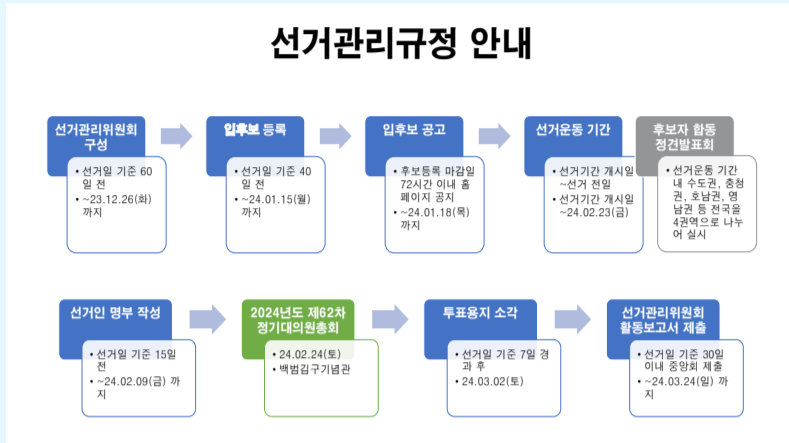 선거관리규정 안내
선거관리위원회
구성
• 선거일 기준 60
일 전
• ~23.12.26(화)
까지
입후보 등록
• 선거일 기준 40
일 전
• ~24.01.15(월)
까지
입후보 공고
• 후보등록 마감일
72시간 이내 홈
페이지 공지
• ~24.01.18(목)
까지
선거운동 기간
• 선거기간 개시일
~선거 전일
• 선거기간 개시일
~24.02.23(금)
후보자 합동
정견발표회
• 선거운동 기간
내 수도권, 충청
권, 호남권, 영
남권 등 전국을
4권역으로 나누
어 실시
선거인 명부 작성
• 선거일 기준 15일
전
• ~24.02.09(금) 까
지
2024년도 제62차
정기대의원총회
• 24.02.24(토)
• 백범김구기념관
투표용지 소각
• 선거일 기준 7일 경
과 후
• 24.03.02(토)
선거관리위원회
활동보고서 제출
• 선거일 기준 30일
이내 중앙회 제출
• ~24.03.24(일) 까
지